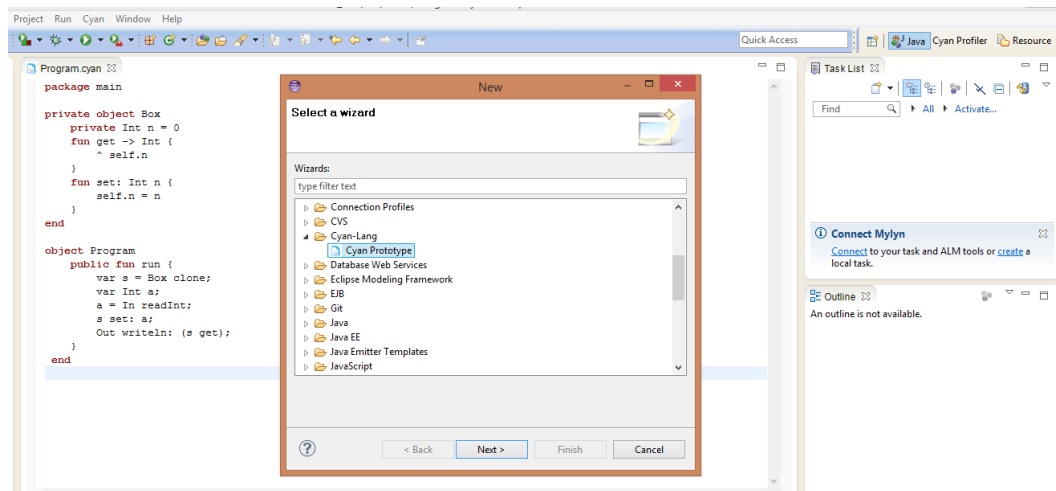 Project Run Cyan Window Help
Quick Access
Java Cyan Profiler Resource
Program.cyan
package main
private object Box
private Int n = 0
fun get -> Int {
^ self.n
}
fun set: Int n {
self.n = n
}
end
object Program
public fun run {
var s = Box clone;
var Int a;
a = In readInt;
s set: a;
Out writeln: (s get);
}
end
New
Select a wizard
Wizards:
type filter text
Connection Profiles
CVS
Cyan-Lang
Cyan Prototype
Database Web Services
Eclipse Modeling Framework
EJB
Git
Java
Java EE
Java Emitter Templates
JavaScript
< Back Next > Finish Cancel
Task List
Find All Activate...
Connect Mylyn
Connect to your task and ALM tools or create a
local task.
Outline
An outline is not available.